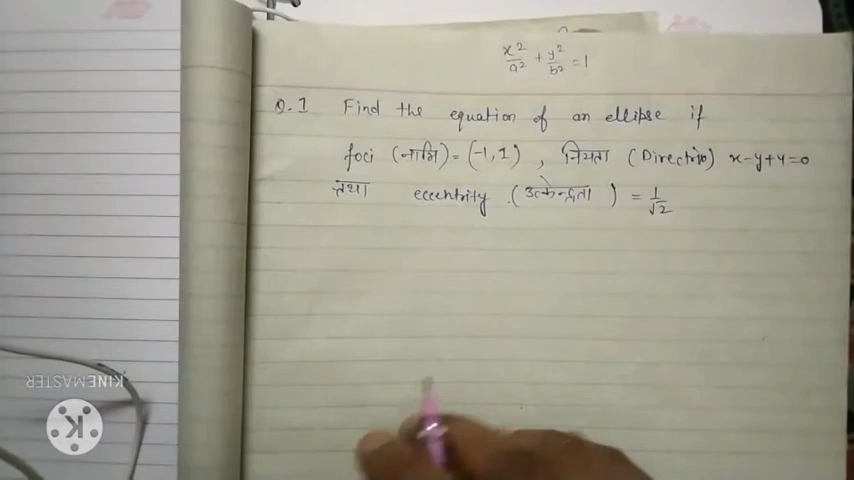 x²/a² + y²/b² = 1
Q.1 Find the equation of an ellipse if
foci (नाभि) = (-1, 1), नियता (Directrix) x-y+4=0
तथा eccentrity (उत्केन्द्रता) = 1/√2
KINEMASTER
K